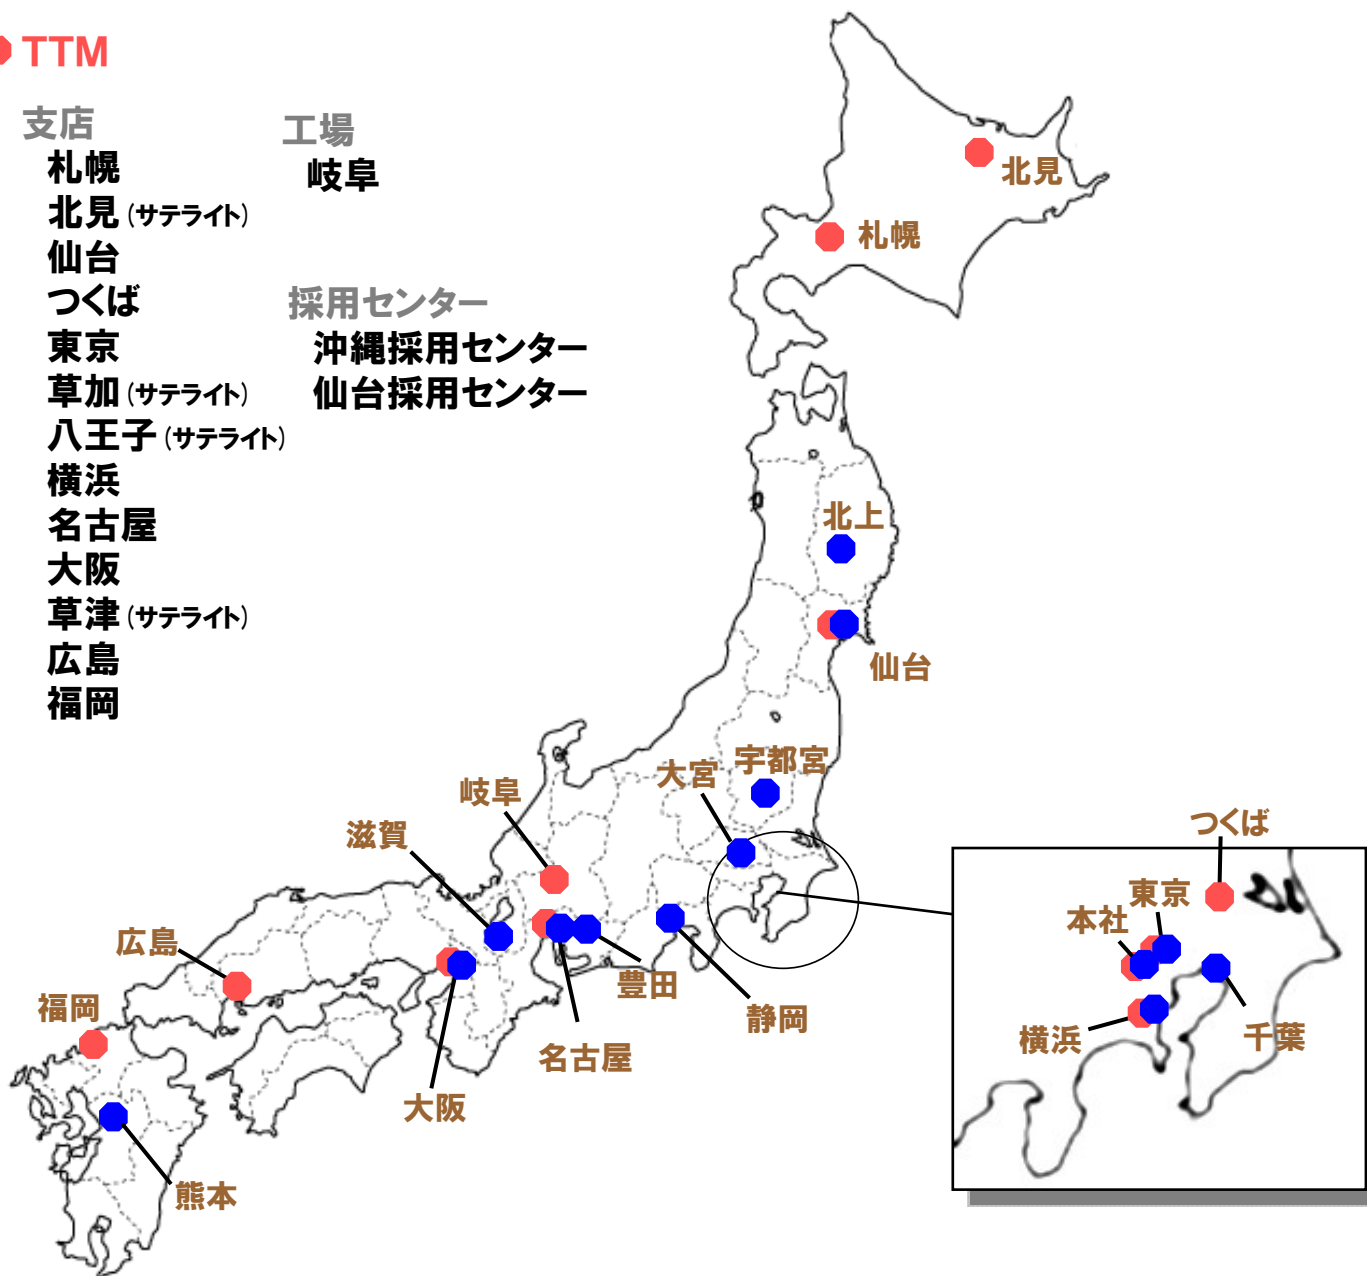 TTM
支店
札幌
北見(サテライト)
仙台
つくば
東京
草加(サテライト)
八王子(サテライト)
横浜
名古屋
大阪
草津(サテライト)
広島
福岡
工場
岐阜
採用センター
沖縄採用センター
仙台採用センター
北見
札幌
北上
仙台
宇都宮
大宮
岐阜
滋賀
広島
福岡
豊田
静岡
名古屋
大阪
熊本
つくば
東京
本社
横浜
千葉